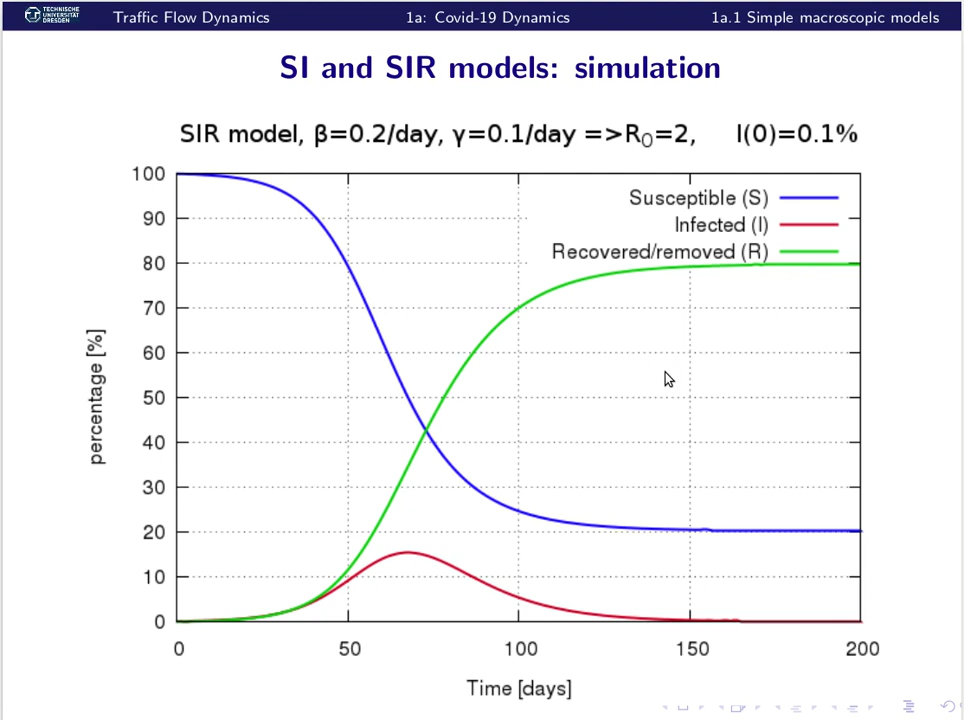 TECHNISCHE
UNIVERSITÄT
DRESDEN
Traffic Flow Dynamics 1a: Covid-19 Dynamics 1a.1 Simple macroscopic models
SI and SIR models: simulation
SIR model, β=0.2/day, γ=0.1/day =>R0=2, I(0)=0.1%
Susceptible (S)
Infected (I)
Recovered/removed (R)
percentage [%]
100
90
80
70
60
50
40
30
20
10
0
0 50 100 150 200
Time [days]